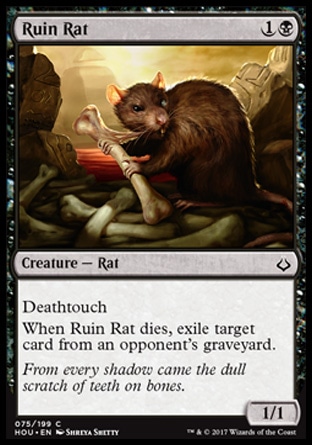 Ruin Rat 1
Creature — Rat
Deathtouch
When Ruin Rat dies, exile target
card from an opponent's graveyard.
From every shadow came the dull
scratch of teeth on bones.
1/1
075/199 C
HOU • EN Shreya Shetty ™ & © 2017 Wizards of the Coast